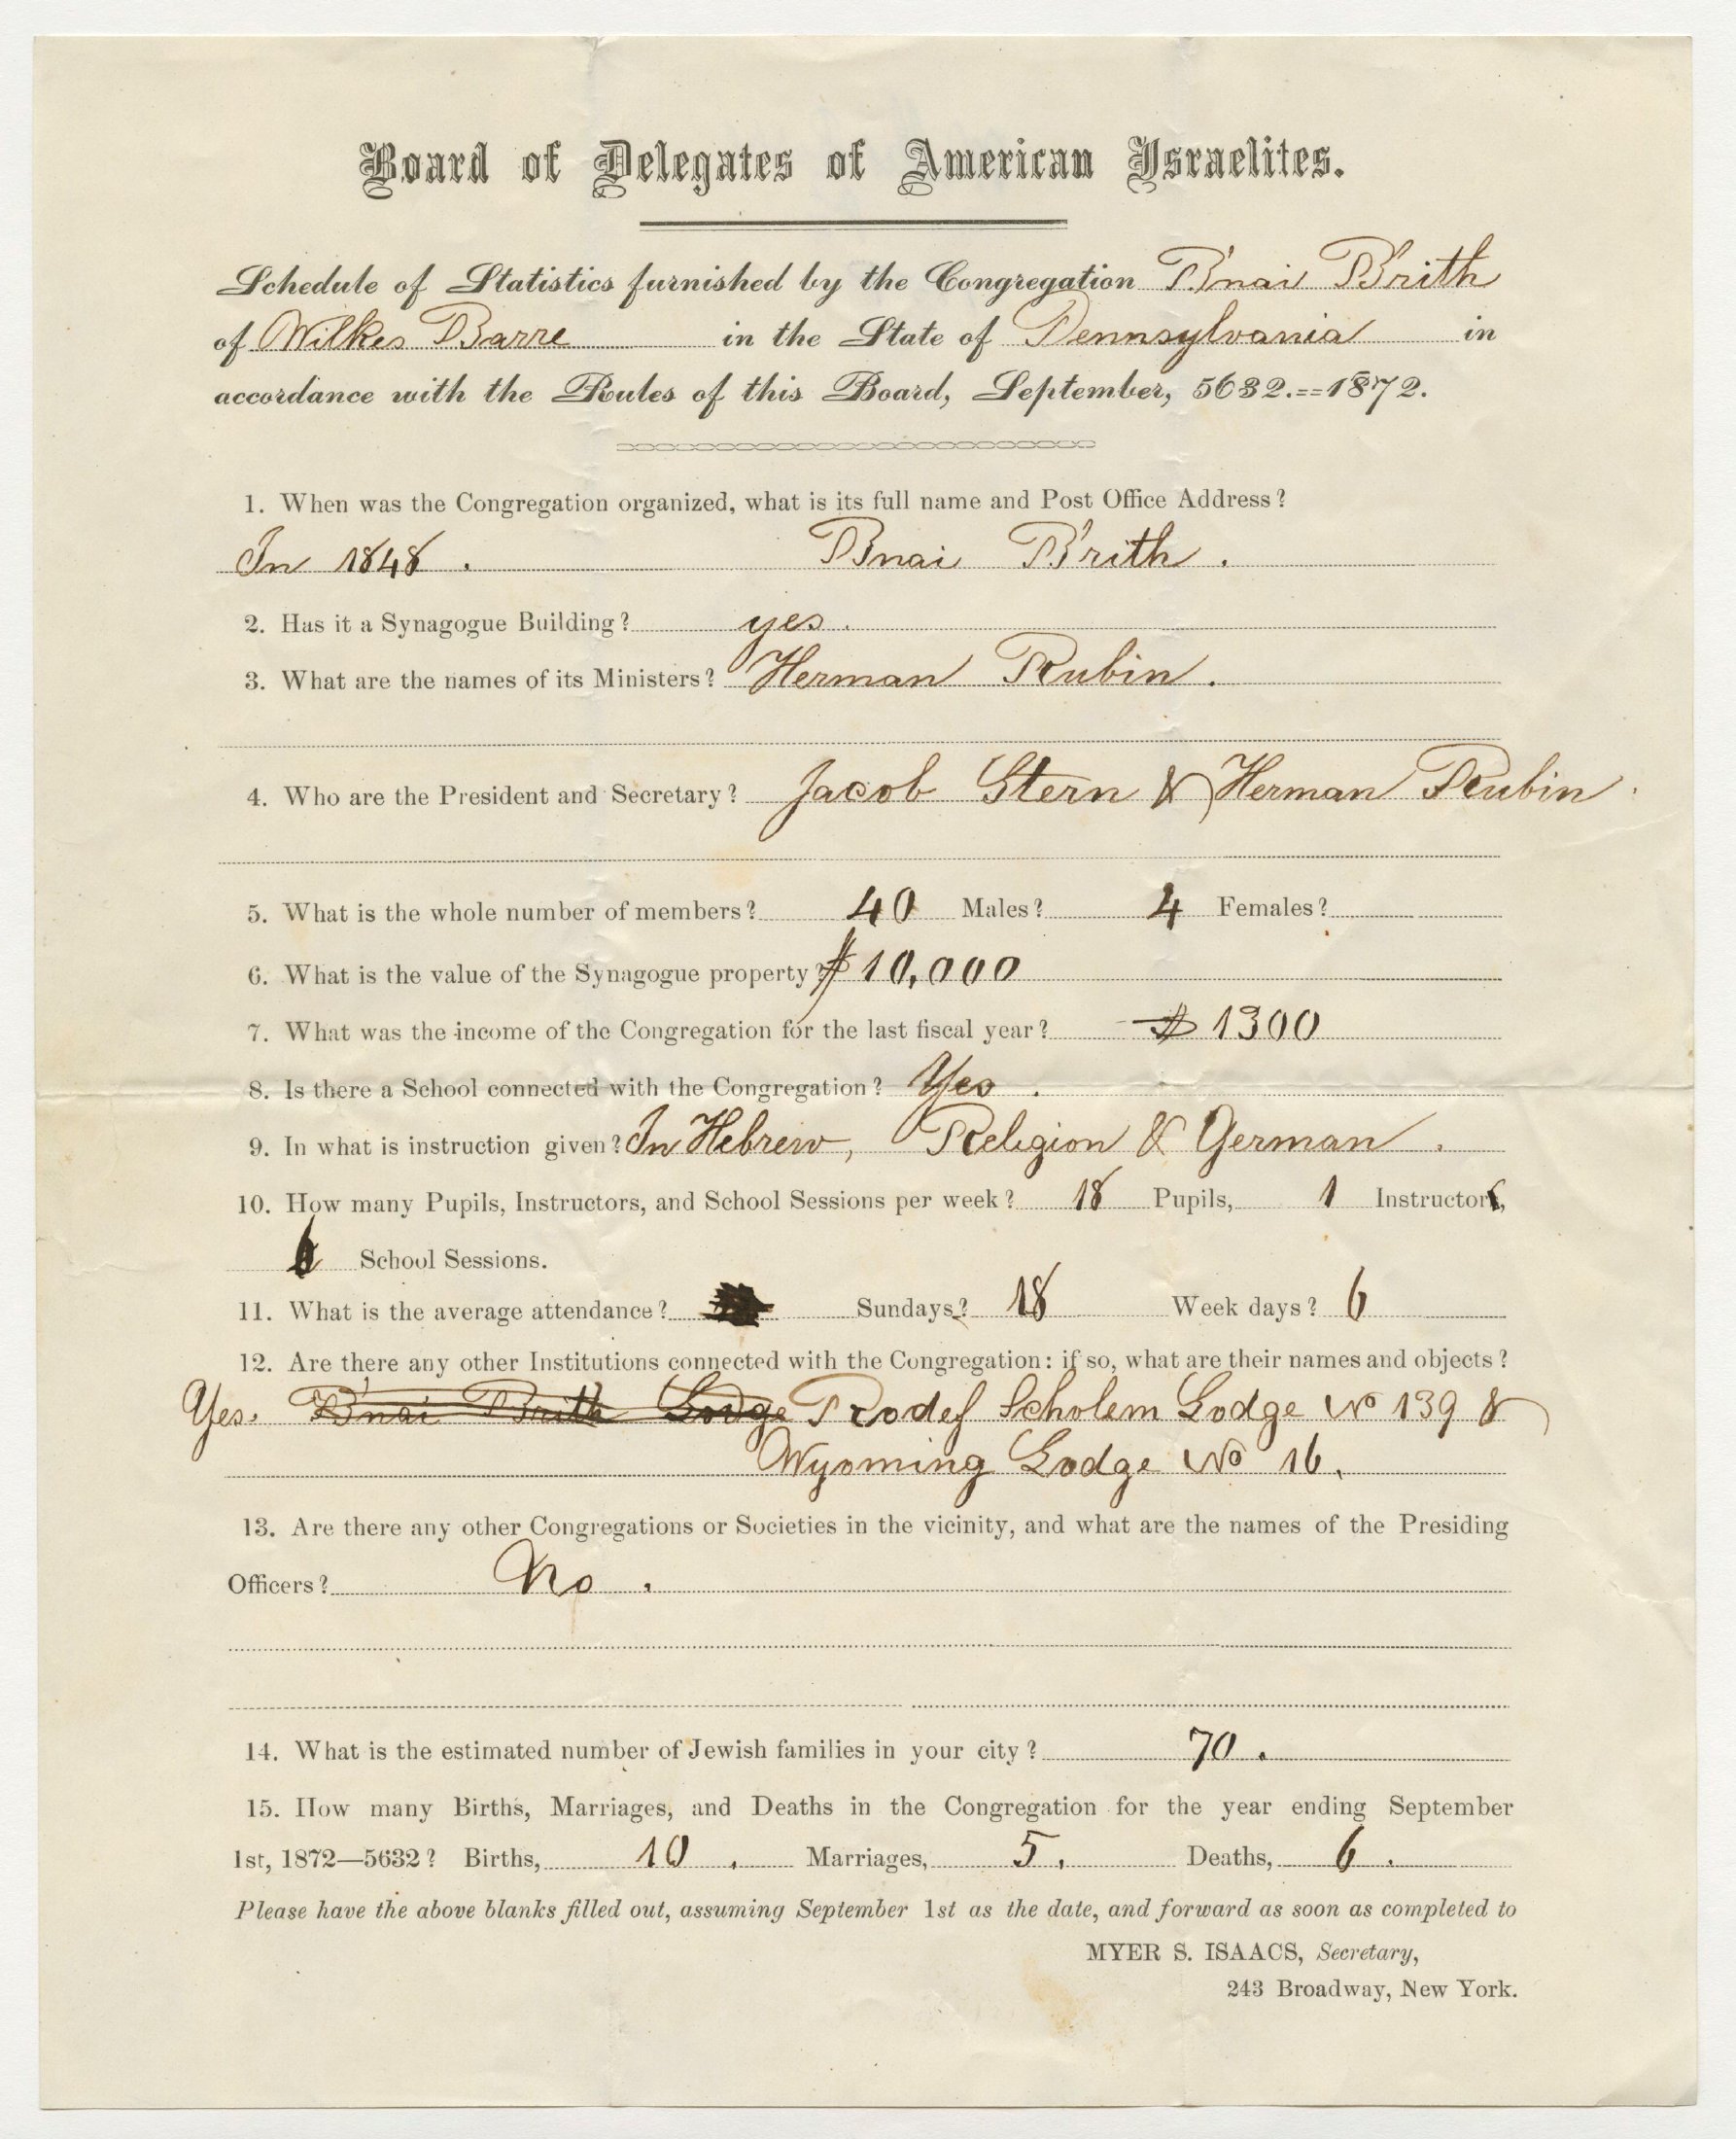 Board of Delegates of American Israelites.
Schedule of Statistics furnished by the Congregation B'nai B'rith
of Wilkes Barre in the State of Pennsylvania in
accordance with the Rules of this Board, September, 5632.==1872.
1. When was the Congregation organized, what is its full name and Post Office Address?
In 1848. Bnai B'rith.
2. Has it a Synagogue Building? yes.
3. What are the names of its Ministers? Herman Rubin.
4. Who are the President and Secretary? Jacob Stern & Herman Rubin.
5. What is the whole number of members? 40 Males? 4 Females?
6. What is the value of the Synagogue property? $10,000
7. What was the income of the Congregation for the last fiscal year? $1300
8. Is there a School connected with the Congregation? Yes.
9. In what is instruction given? In Hebrew, Religion & German.
10. How many Pupils, Instructors, and School Sessions per week? 18 Pupils, 1 Instructor,
6 School Sessions.
11. What is the average attendance? Sundays? 18 Week days? 6
12. Are there any other Institutions connected with the Congregation: if so, what are their names and objects?
Yes. B'nai Brith Lodge Rodef Scholem Lodge No 139 &
Wyoming Lodge No 16.
13. Are there any other Congregations or Societies in the vicinity, and what are the names of the Presiding
Officers? No.
14. What is the estimated number of Jewish families in your city? 70.
15. How many Births, Marriages, and Deaths in the Congregation for the year ending September
1st, 1872—5632? Births, 10. Marriages, 5. Deaths, 6.
Please have the above blanks filled out, assuming September 1st as the date, and forward as soon as completed to
MYER S. ISAACS, Secretary,
243 Broadway, New York.